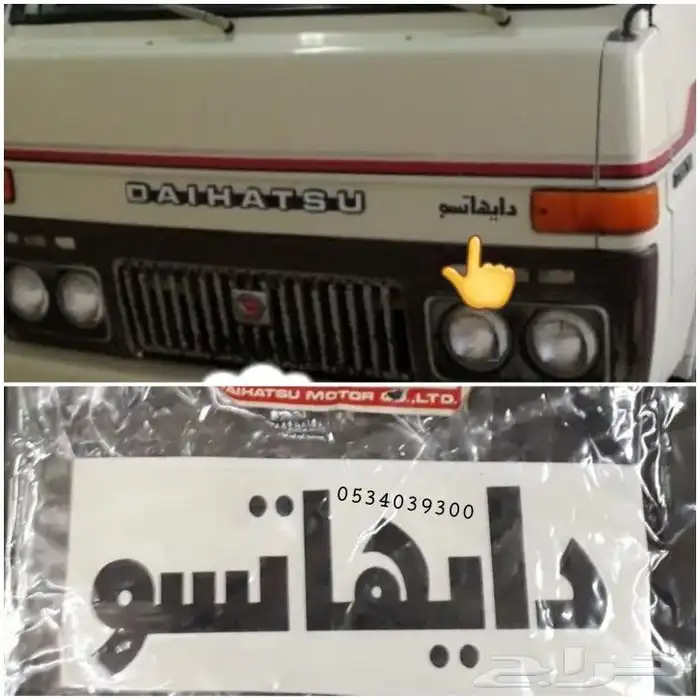 DAIHATSU
دايهاتسو
DAIHATSU MOTOR CO.,LTD.
0534039300
دايهاتسو
حراج